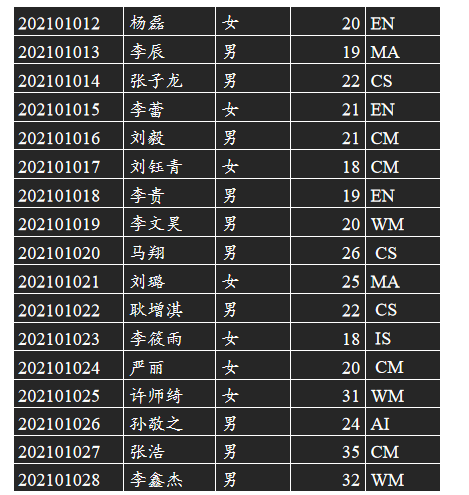 202101012 杨磊 女 20 EN
202101013 李辰 男 19 MA
202101014 张子龙 男 22 CS
202101015 李蕾 女 21 EN
202101016 刘毅 男 21 CM
202101017 刘钰青 女 18 CM
202101018 李贵 男 19 EN
202101019 李文昊 男 20 WM
202101020 马翔 男 26 CS
202101021 刘璐 女 25 MA
202101022 耿增淇 男 22 CS
202101023 李筱雨 女 18 IS
202101024 严丽 女 20 CM
202101025 许师绮 女 31 WM
202101026 孙敬之 男 24 AI
202101027 张浩 男 35 CM
202101028 李鑫杰 男 32 WM